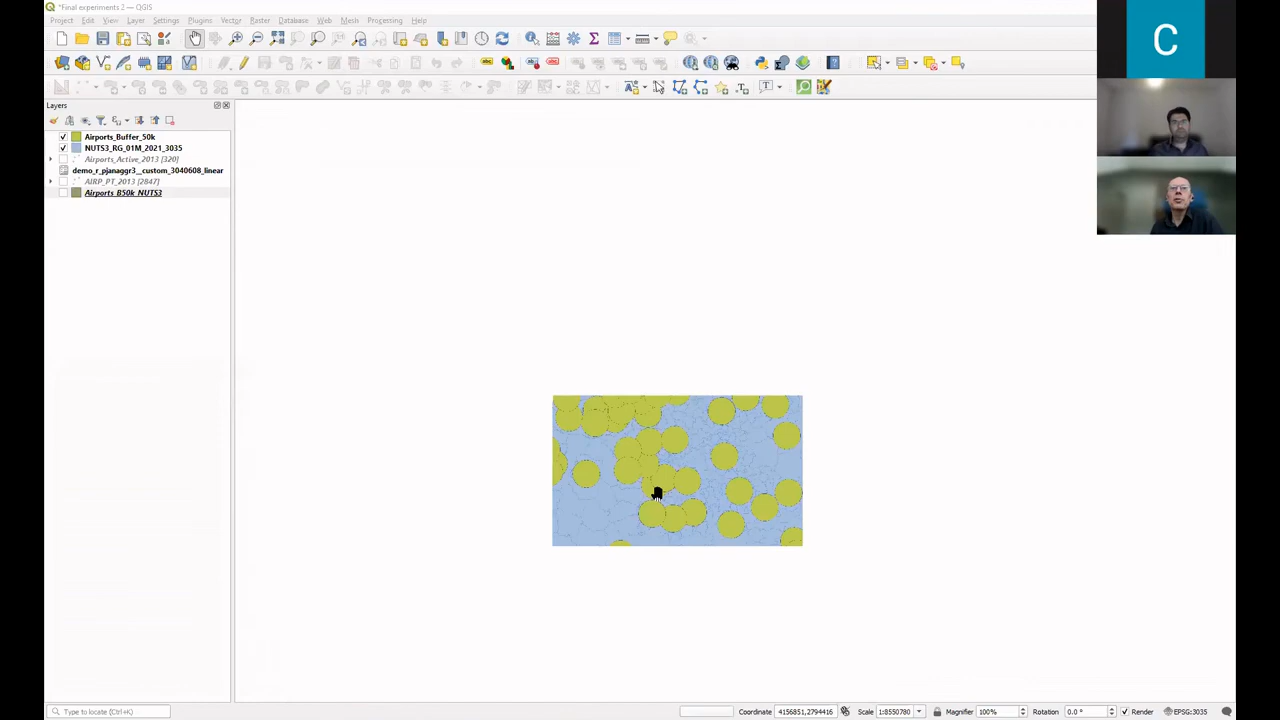 *Final experiments 2 — QGIS
Project Edit View Layer Settings Plugins Vector Raster Database Web Mesh Processing Help
Layers
Airports_Buffer_50k
NUTS3_RG_01M_2021_3035
Airports_Active_2013 [320]
demo_r_pjanaggr3__custom_3040608_linear
AIRP_PT_2013 [2847]
Airports B50k NUTS3
C
Type to locate (Ctrl+K)
Coordinate 4156851,2794416 Scale 1:8550780 Magnifier 100% Rotation 0.0 ° Render EPSG:3035